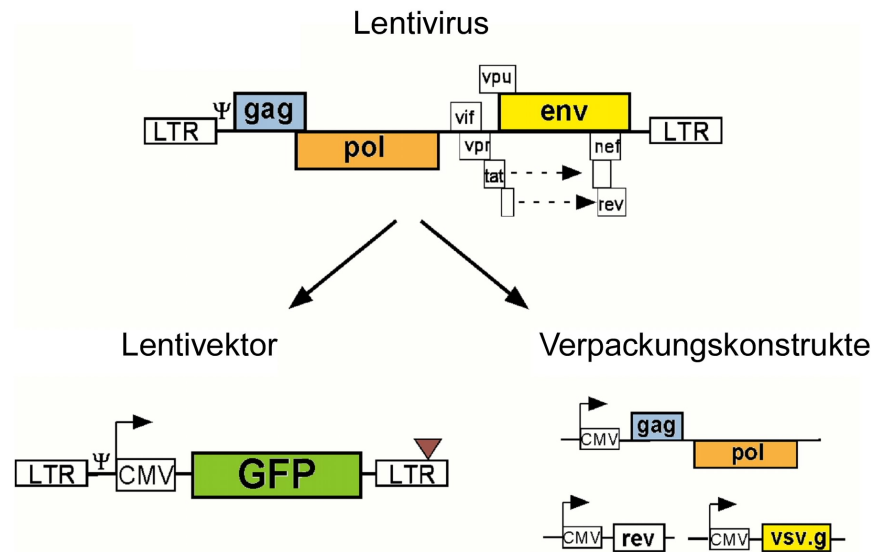 Lentivirus
vpu
Ψ gag env
LTR vif LTR
pol vpr nef
tat
rev
Lentivektor Verpackungskonstrukte
gag
CMV
pol
Ψ
LTR CMV GFP LTR
CMV rev CMV vsv.g